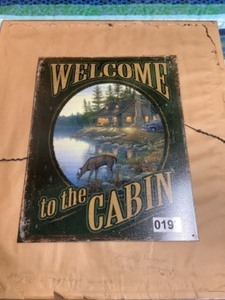 WELCOME
to the
CABIN
019